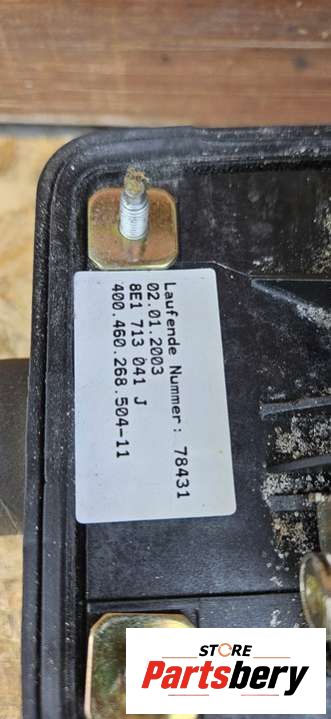 Laufende Nummer: 78431
02.01.2003
8E1 713 041 J
400.460.268.504-11
STORE
Partsbery